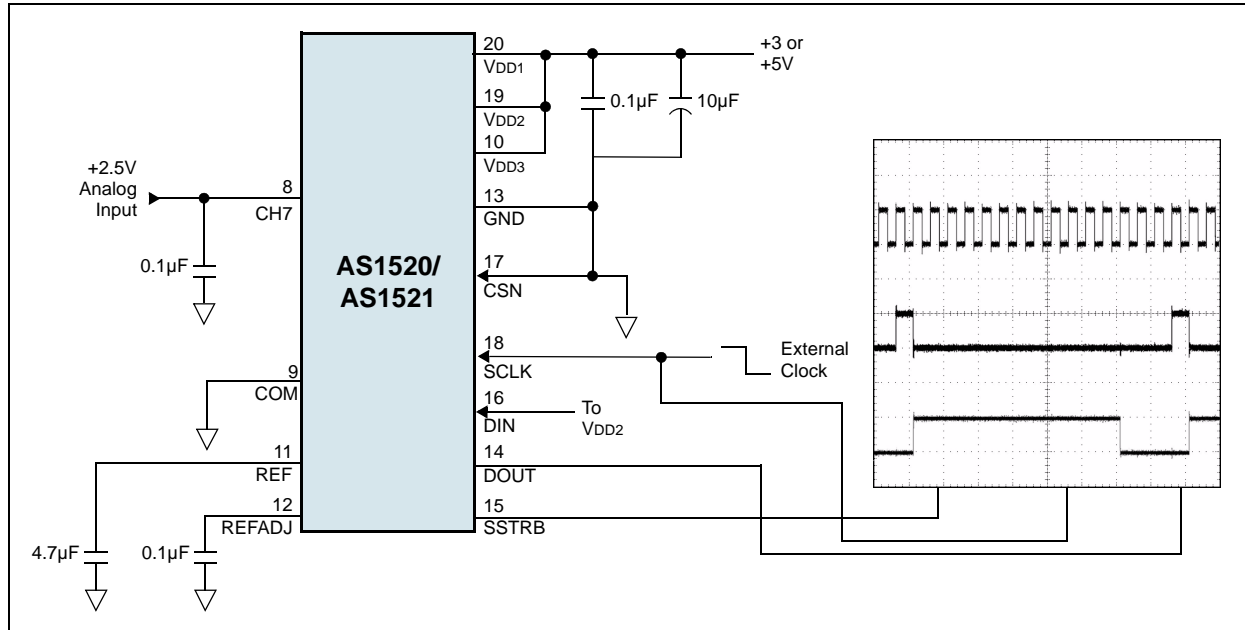 20
VDD1
+3 or
+5V
19
VDD2
0.1µF
10µF
10
VDD3
+2.5V
Analog
Input
8
CH7
13
GND
0.1µF
AS1520/
AS1521
17
CSN
18
SCLK
External
Clock
9
COM
16
DIN
To
VDD2
11
REF
14
DOUT
12
REFADJ
15
SSTRB
4.7µF
0.1µF